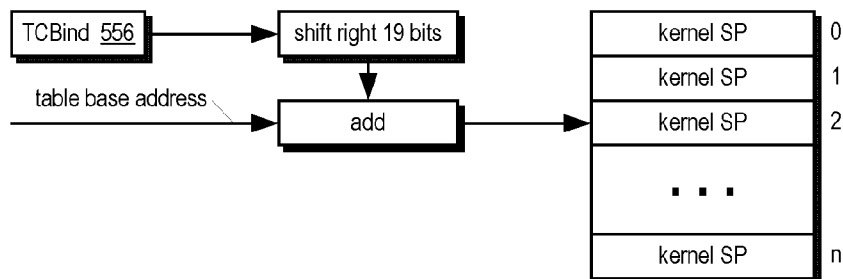 TCBind 556
shift right 19 bits
kernel SP 0
kernel SP 1
table base address
add
kernel SP 2
. . .
kernel SP n